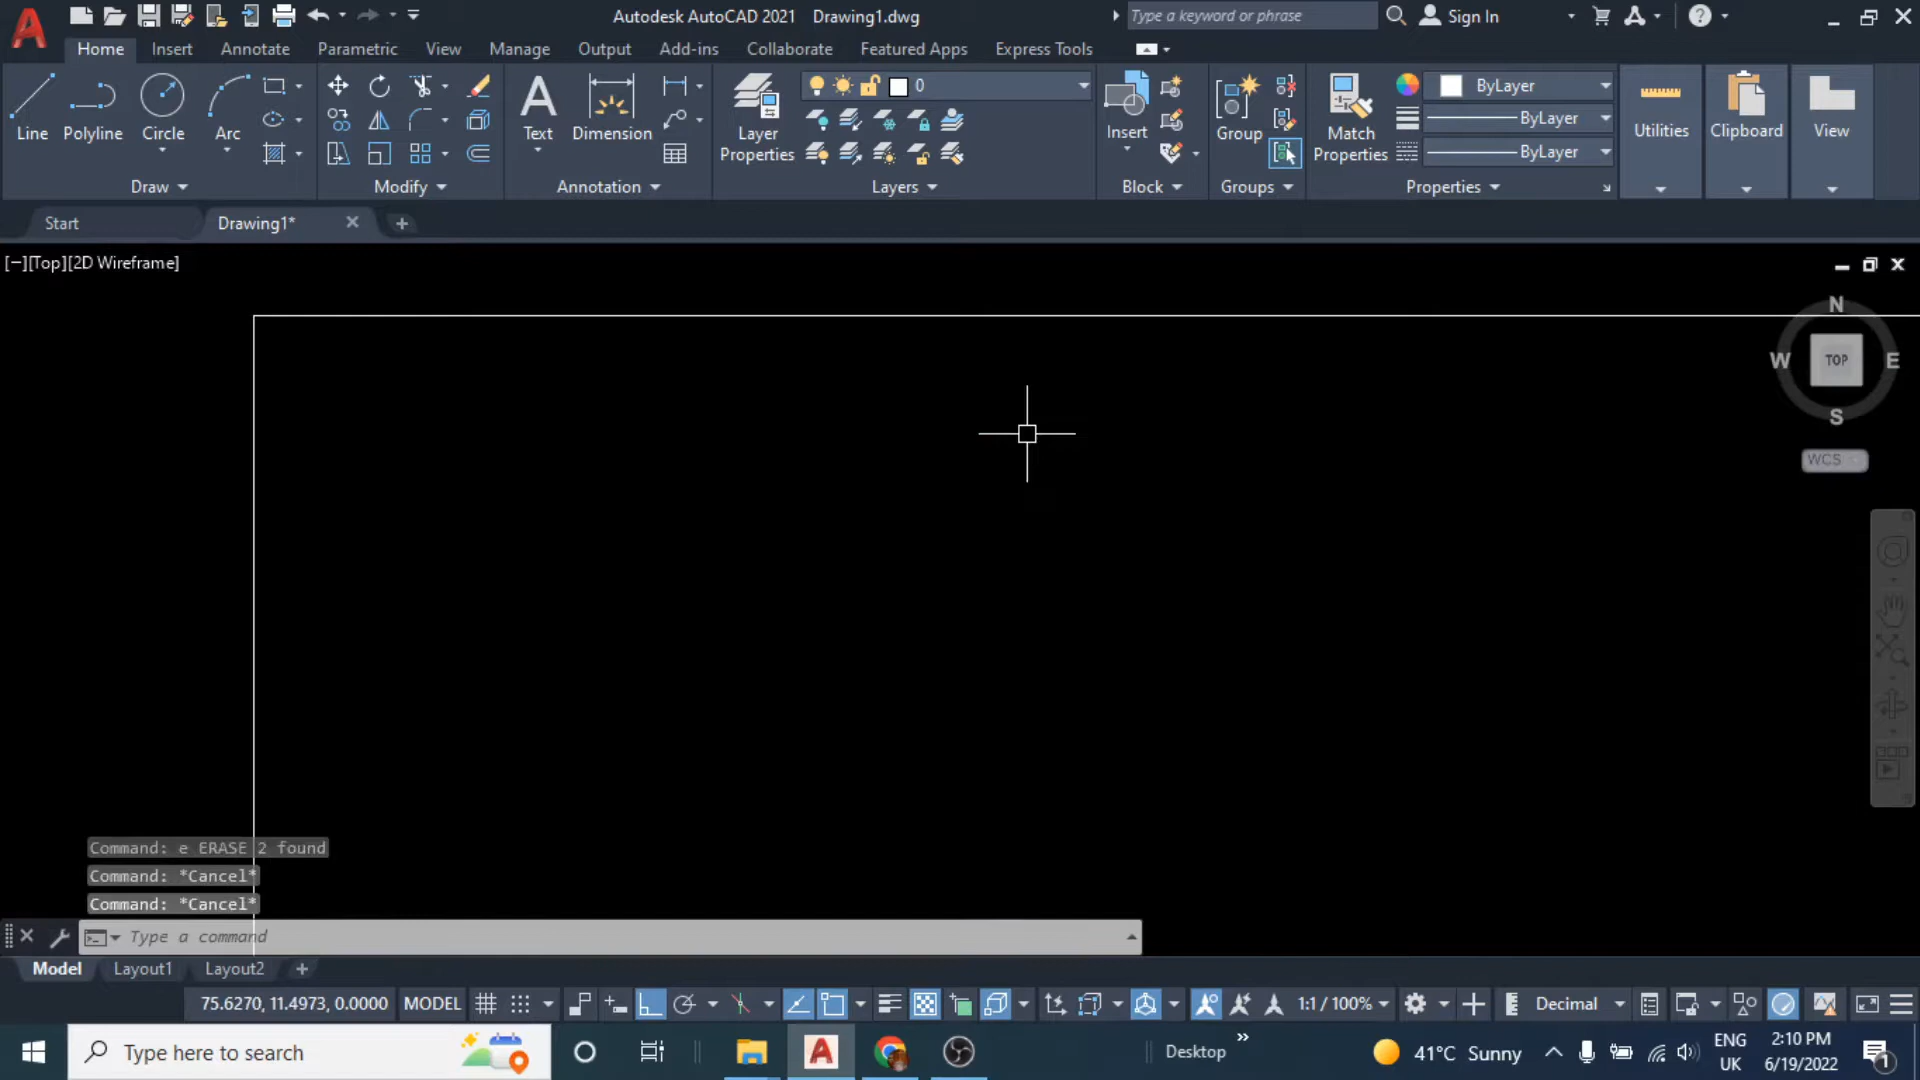 Autodesk AutoCAD 2021 Drawing1.dwg
Type a keyword or phrase
Sign In
Home Insert Annotate Parametric View Manage Output Add-ins Collaborate Featured Apps Express Tools
Line Polyline Circle Arc
Text Dimension
Layer
Properties
0
Insert
Group
Match
Properties
ByLayer
ByLayer
ByLayer
Utilities
Clipboard
View
Draw Modify Annotation Layers Block Groups Properties
Start Drawing1*
[−][Top][2D Wireframe]
N
W TOP E
S
WCS
Command: e ERASE 2 found
Command: *Cancel*
Command: *Cancel*
Type a command
Model Layout1 Layout2
75.6270, 11.4973, 0.0000 MODEL 1:1 / 100% Decimal
Type here to search
Desktop
41°C Sunny
ENG
UK
2:10 PM
6/19/2022
1